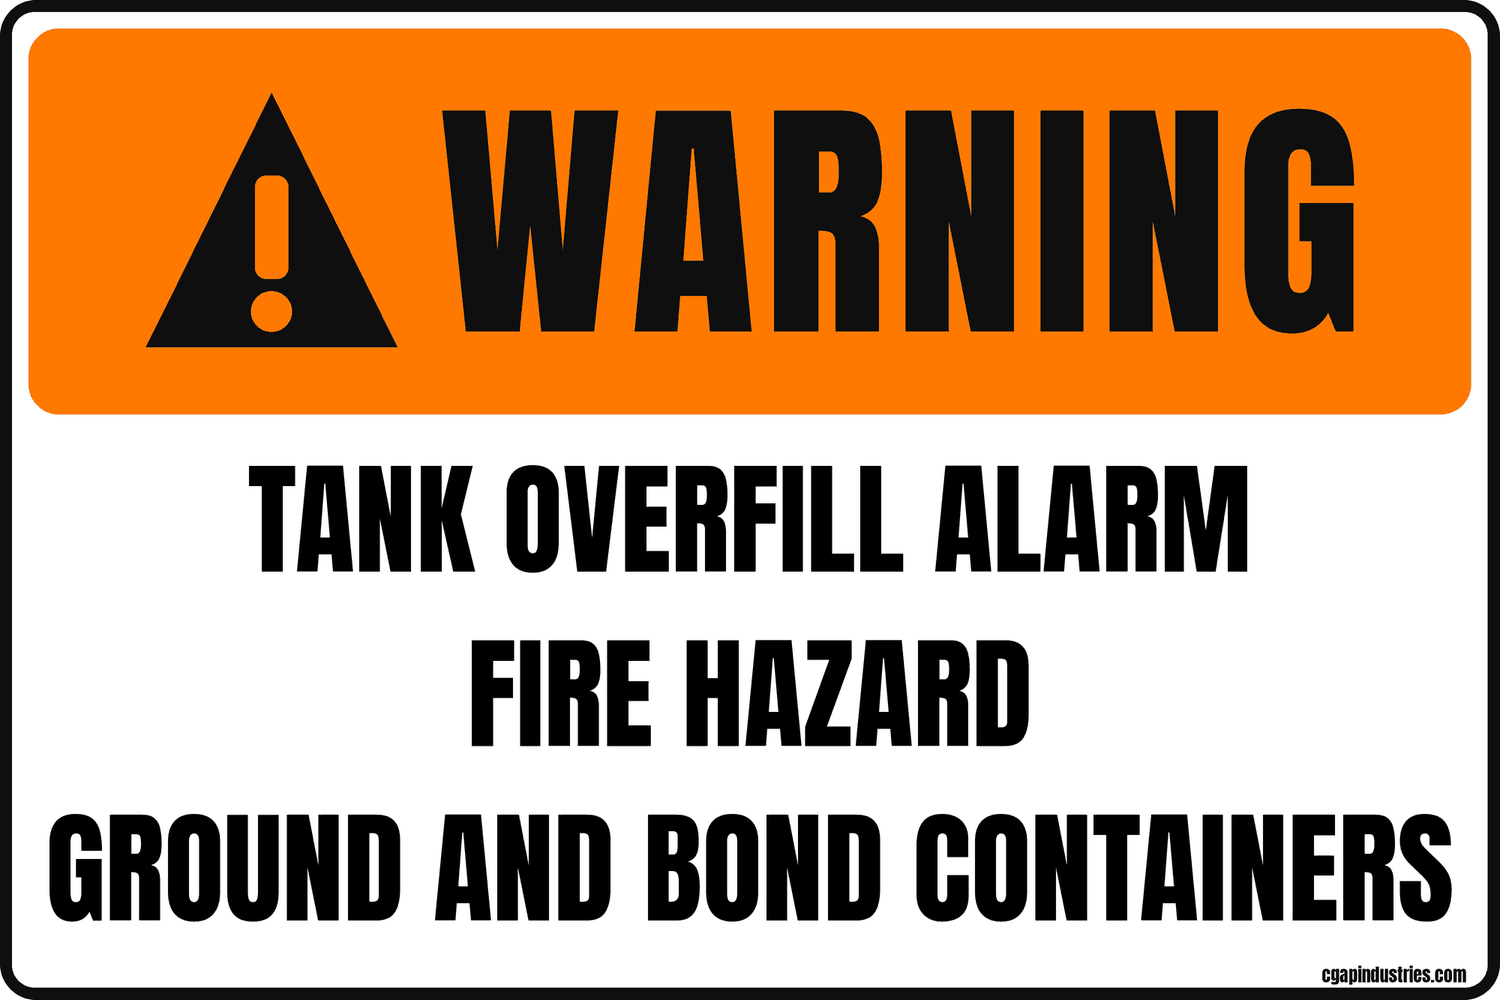 WARNING
TANK OVERFILL ALARM
FIRE HAZARD
GROUND AND BOND CONTAINERS
cgapindustries.com